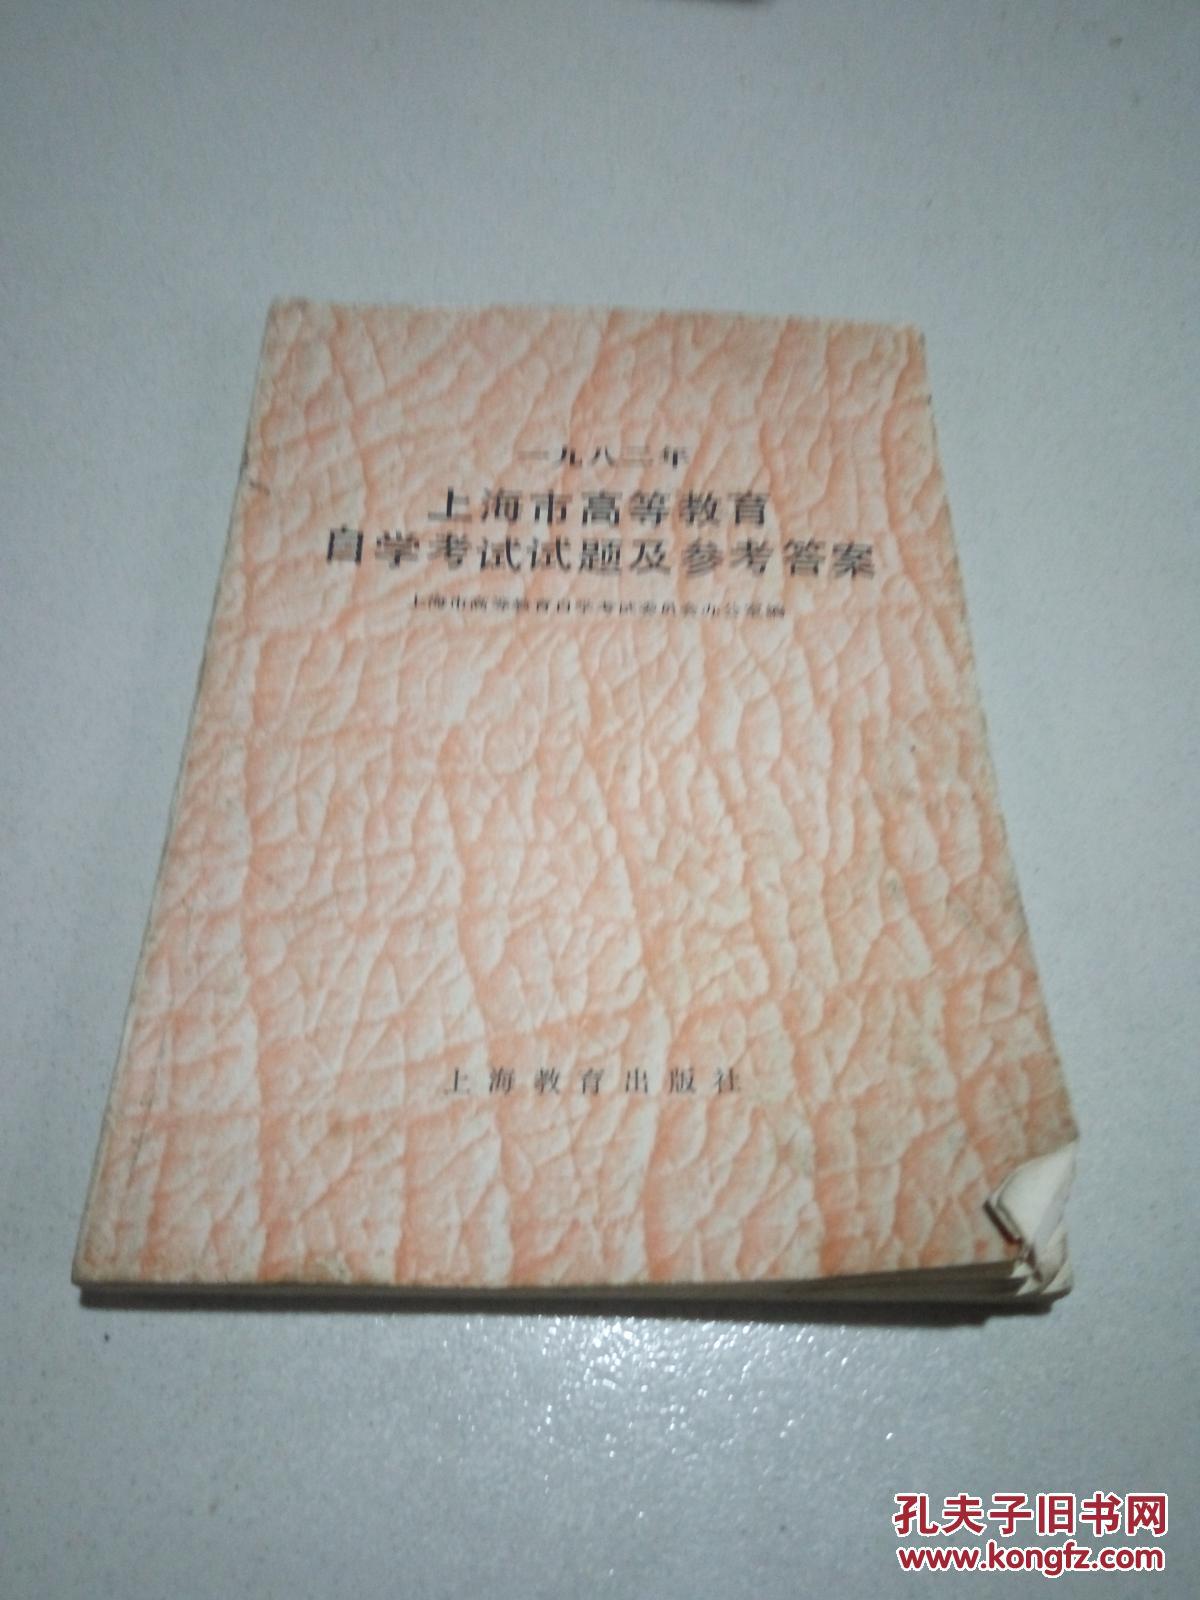 一九八三年
上海市高等教育
自学考试试题及参考答案
上海市高等教育自学考试委员会办公室编
上海教育出版社
孔夫子旧书网
www.kongfz.com